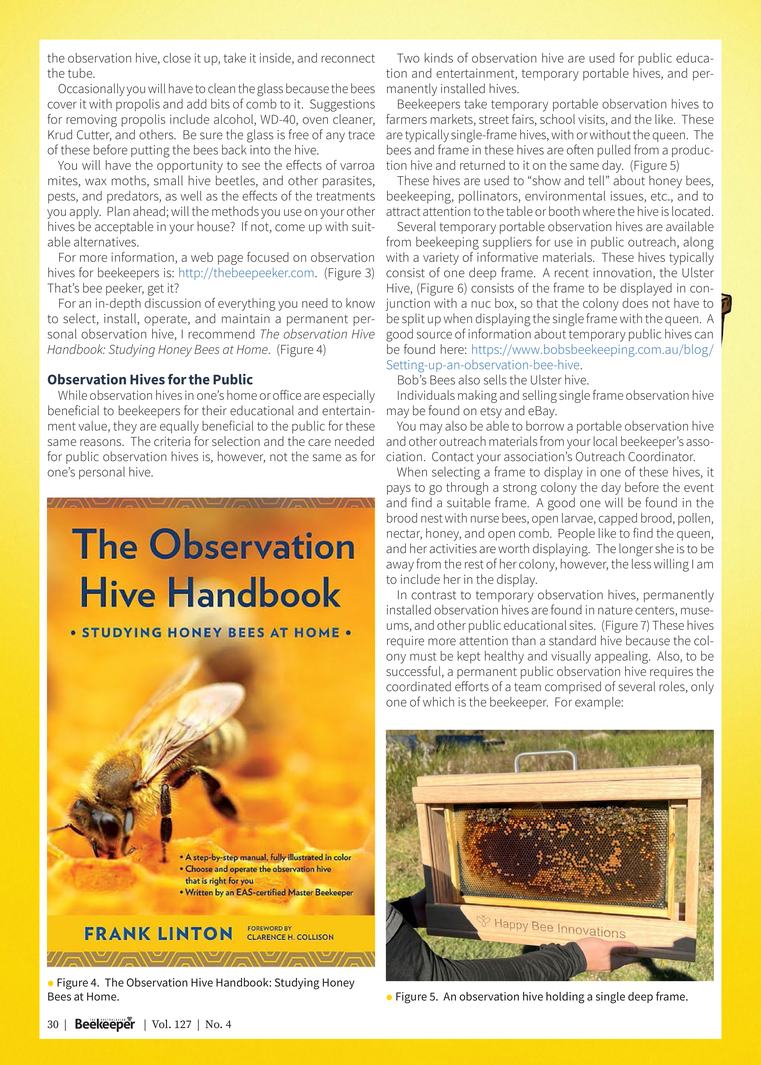 the observation hive, close it up, take it inside, and reconnect
the tube.
Occasionally you will have to clean the glass because the bees
cover it with propolis and add bits of comb to it. Suggestions
for removing propolis include alcohol, WD-40, oven cleaner,
Krud Cutter, and others. Be sure the glass is free of any trace
of these before putting the bees back into the hive.
You will have the opportunity to see the effects of varroa
mites, wax moths, small hive beetles, and other parasites,
pests, and predators, as well as the effects of the treatments
you apply. Plan ahead; will the methods you use on your other
hives be acceptable in your house? If not, come up with suit-
able alternatives.
For more information, a web page focused on observation
hives for beekeepers is: http://thebeepeeker.com. (Figure 3)
That's bee peeker, get it?
For an in-depth discussion of everything you need to know
to select, install, operate, and maintain a permanent per-
sonal observation hive, I recommend The observation Hive
Handbook: Studying Honey Bees at Home. (Figure 4)
Observation Hives for the Public
While observation hives in one's home or office are especially
beneficial to beekeepers for their educational and entertain-
ment value, they are equally beneficial to the public for these
same reasons. The criteria for selection and the care needed
for public observation hives is, however, not the same as for
one's personal hive.
The Observation
Hive Handbook
• STUDYING HONEY BEES AT HOME •
• A step-by-step manual, fully illustrated in color
• Choose and operate the observation hive
that is right for you
• Written by an EAS-certified Master Beekeeper
FRANK LINTON
FOREWORD BY
CLARENCE H. COLLISON
• Figure 4. The Observation Hive Handbook: Studying Honey
Bees at Home.
Two kinds of observation hive are used for public educa-
tion and entertainment, temporary portable hives, and per-
manently installed hives.
Beekeepers take temporary portable observation hives to
farmers markets, street fairs, school visits, and the like. These
are typically single-frame hives, with or without the queen. The
bees and frame in these hives are often pulled from a produc-
tion hive and returned to it on the same day. (Figure 5)
These hives are used to “show and tell” about honey bees,
beekeeping, pollinators, environmental issues, etc., and to
attract attention to the table or booth where the hive is located.
Several temporary portable observation hives are available
from beekeeping suppliers for use in public outreach, along
with a variety of informative materials. These hives typically
consist of one deep frame. A recent innovation, the Ulster
Hive, (Figure 6) consists of the frame to be displayed in con-
junction with a nuc box, so that the colony does not have to
be split up when displaying the single frame with the queen. A
good source of information about temporary public hives can
be found here: https://www.bobsbeekeeping.com.au/blog/
Setting-up-an-observation-bee-hive.
Bob's Bees also sells the Ulster hive.
Individuals making and selling single frame observation hive
may be found on etsy and eBay.
You may also be able to borrow a portable observation hive
and other outreach materials from your local beekeeper's asso-
ciation. Contact your association's Outreach Coordinator.
When selecting a frame to display in one of these hives, it
pays to go through a strong colony the day before the event
and find a suitable frame. A good one will be found in the
brood nest with nurse bees, open larvae, capped brood, pollen,
nectar, honey, and open comb. People like to find the queen,
and her activities are worth displaying. The longer she is to be
away from the rest of her colony, however, the less willing I am
to include her in the display.
In contrast to temporary observation hives, permanently
installed observation hives are found in nature centers, muse-
ums, and other public educational sites. (Figure 7) These hives
require more attention than a standard hive because the col-
ony must be kept healthy and visually appealing. Also, to be
successful, a permanent public observation hive requires the
coordinated efforts of a team comprised of several roles, only
one of which is the beekeeper. For example:
Happy Bee Innovations
• Figure 5. An observation hive holding a single deep frame.
30 | Beekeeper | Vol. 127 | No. 4